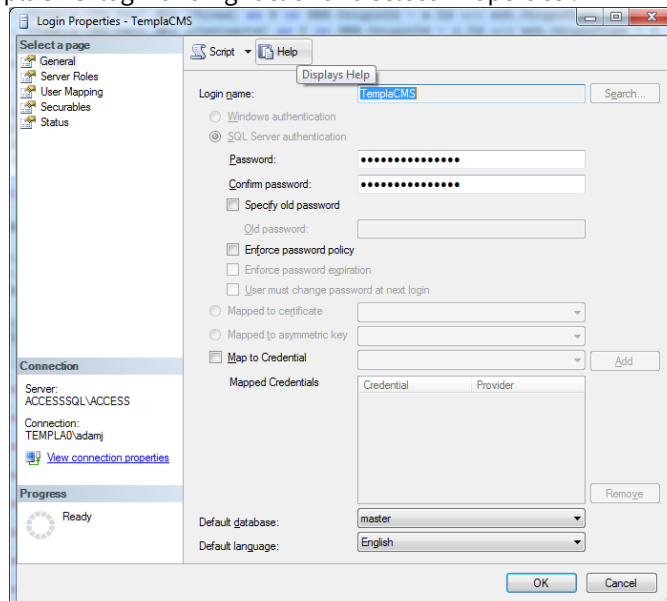 Login Properties - TemplaCMS
Select a page
General
Server Roles
User Mapping
Securables
Status
Script
Help
Displays Help
Login name:
TemplaCMS
Search...
Windows authentication
SQL Server authentication
Password:
●●●●●●●●●●●●●●●
Confirm password:
●●●●●●●●●●●●●●●
Specify old password
Old password:
Enforce password policy
Enforce password expiration
User must change password at next login
Mapped to certificate
Mapped to asymmetric key
Map to Credential
Add
Mapped Credentials
Credential
Provider
Remove
Default database:
master
Default language:
English
Connection
Server:
ACCESSSQL\ACCESS
Connection:
TEMPLA0\adamj
View connection properties
Progress
Ready
OK
Cancel